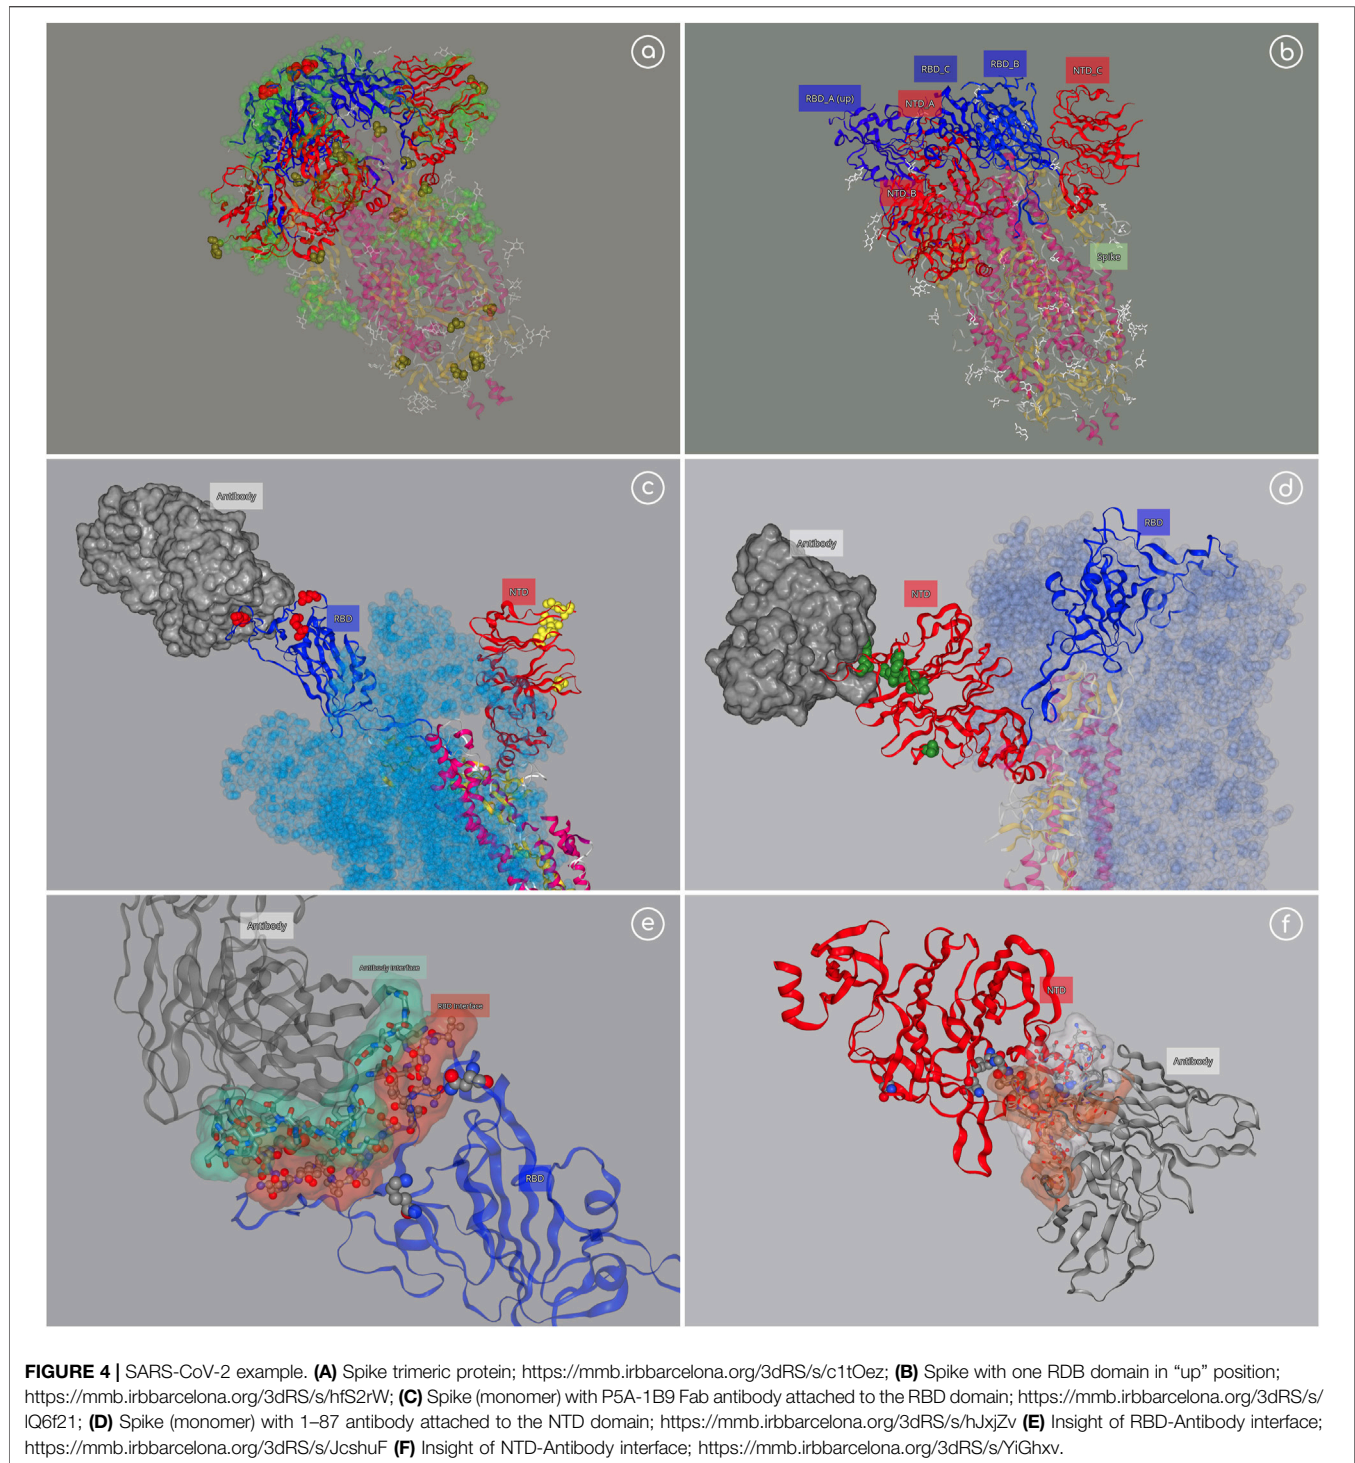 a
b
RBD_C
RBD_B
NTD_C
RBD_A (up)
NTD_A
NTD_B
Spike
c
Antibody
NTD
RBD
d
RBD
Antibody
NTD
e
Antibody
Antibody Interface
RBD Interface
RBD
f
NTD
Antibody
FIGURE 4 | SARS-CoV-2 example. (A) Spike trimeric protein; https://mmb.irbbarcelona.org/3dRS/s/c1tOez; (B) Spike with one RDB domain in “up” position;
https://mmb.irbbarcelona.org/3dRS/s/hfS2rW; (C) Spike (monomer) with P5A-1B9 Fab antibody attached to the RBD domain; https://mmb.irbbarcelona.org/3dRS/s/
lQ6f21; (D) Spike (monomer) with 1–87 antibody attached to the NTD domain; https://mmb.irbbarcelona.org/3dRS/s/hJxjZv (E) Insight of RBD-Antibody interface;
https://mmb.irbbarcelona.org/3dRS/s/JcshuF (F) Insight of NTD-Antibody interface; https://mmb.irbbarcelona.org/3dRS/s/YiGhxv.